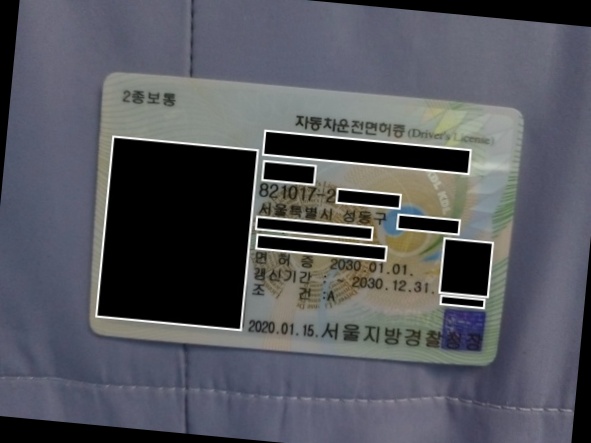 2종보통
자동차운전면허증 (Driver's License)
821017-2
서울특별시 성동구
면 허 증 2030.01.01.
갱신기간 : ~ 2030.12.31.
조 건 :A
2020.01.15. 서울지방경찰청장